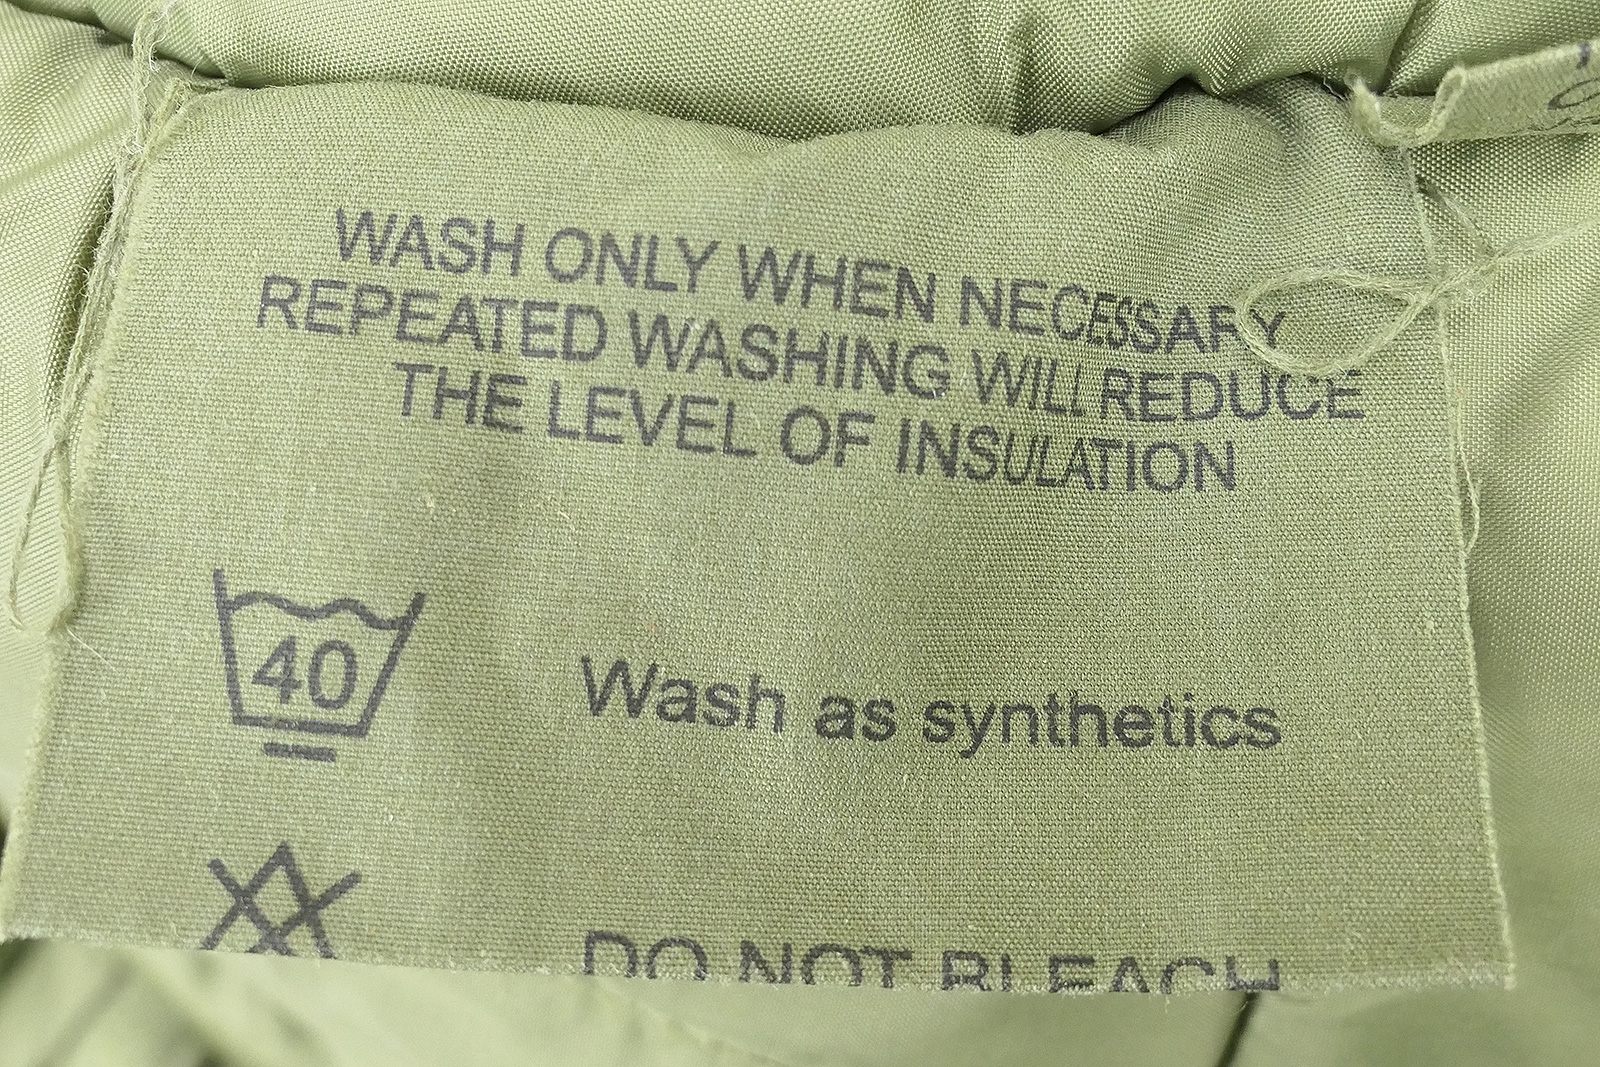 WASH ONLY WHEN NECESSARY
REPEATED WASHING WILL REDUCE
THE LEVEL OF INSULATION
40
Wash as synthetics
DO NOT BLEACH